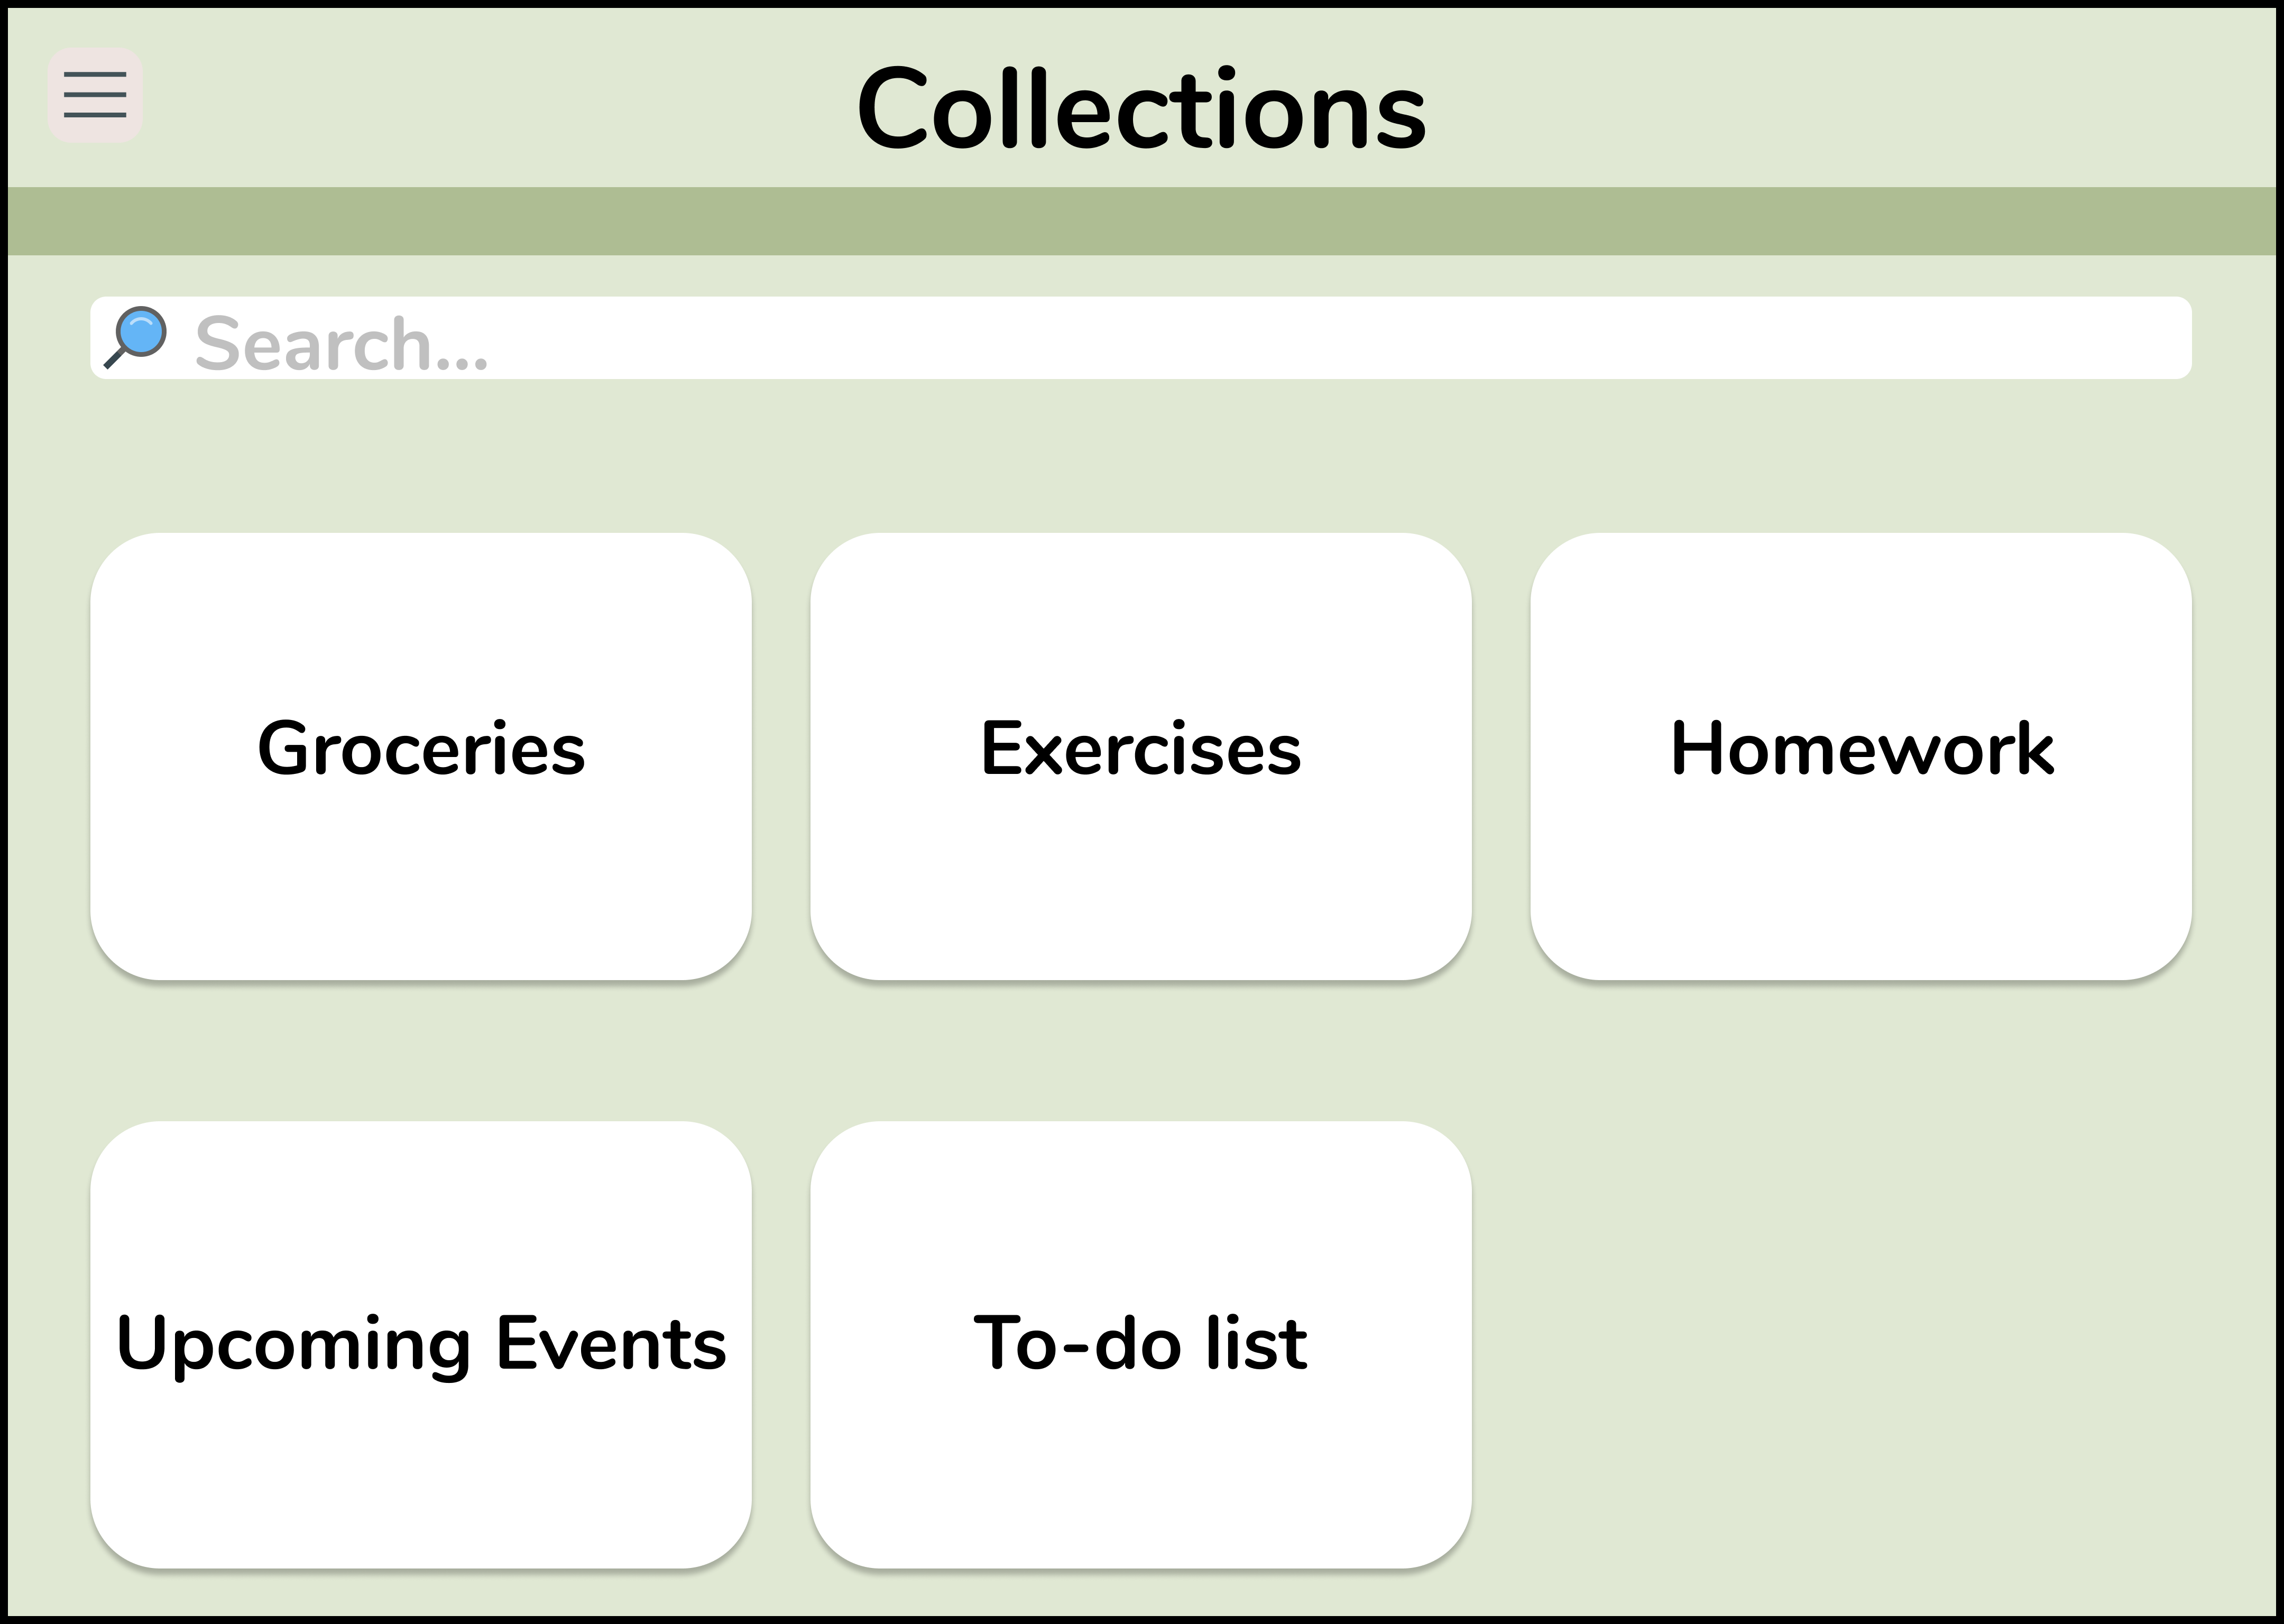 Collections
Search...
Groceries
Exercises
Homework
Upcoming Events
To-do list